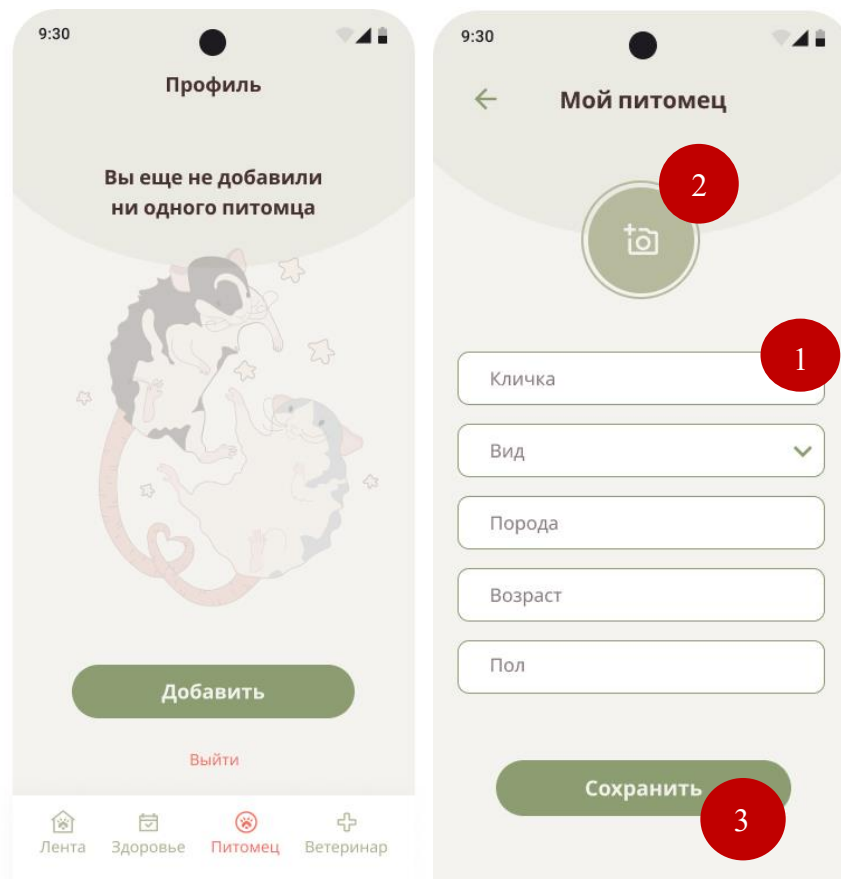 9:30
Профиль
Вы еще не добавили
ни одного питомца
Добавить
Выйти
Лента Здоровье Питомец Ветеринар
9:30
Мой питомец
2
1
Кличка
Вид
Порода
Возраст
Пол
Сохранить
3